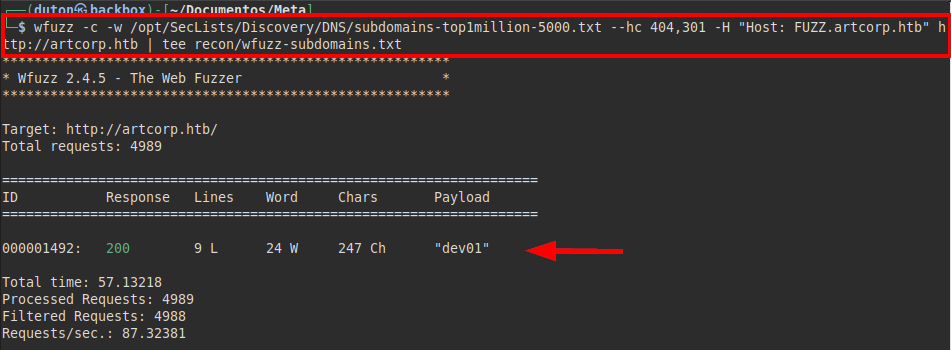 ┌──(duton㉿backbox)-[~/Documentos/Meta]
└─$ wfuzz -c -w /opt/SecLists/Discovery/DNS/subdomains-top1million-5000.txt --hc 404,301 -H "Host: FUZZ.artcorp.htb" h
ttp://artcorp.htb | tee recon/wfuzz-subdomains.txt
********************************************************
* Wfuzz 2.4.5 - The Web Fuzzer                         *
********************************************************
Target: http://artcorp.htb/
Total requests: 4989
===================================================================
ID           Response   Lines    Word     Chars       Payload
===================================================================
000001492:   200        9 L      24 W     247 Ch      "dev01"
Total time: 57.13218
Processed Requests: 4989
Filtered Requests: 4988
Requests/sec.: 87.32381